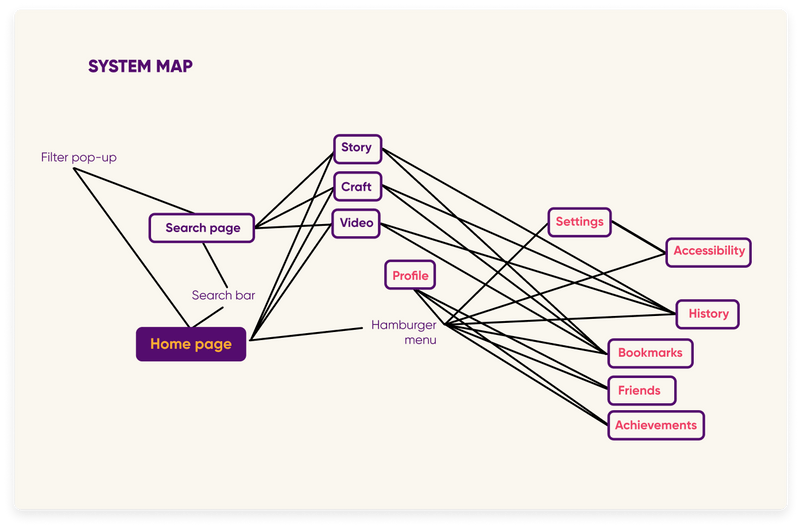 SYSTEM MAP
Filter pop-up
Story
Craft
Search page
Video
Settings
Accessibility
Profile
Search bar
History
Hamburger
menu
Home page
Bookmarks
Friends
Achievements